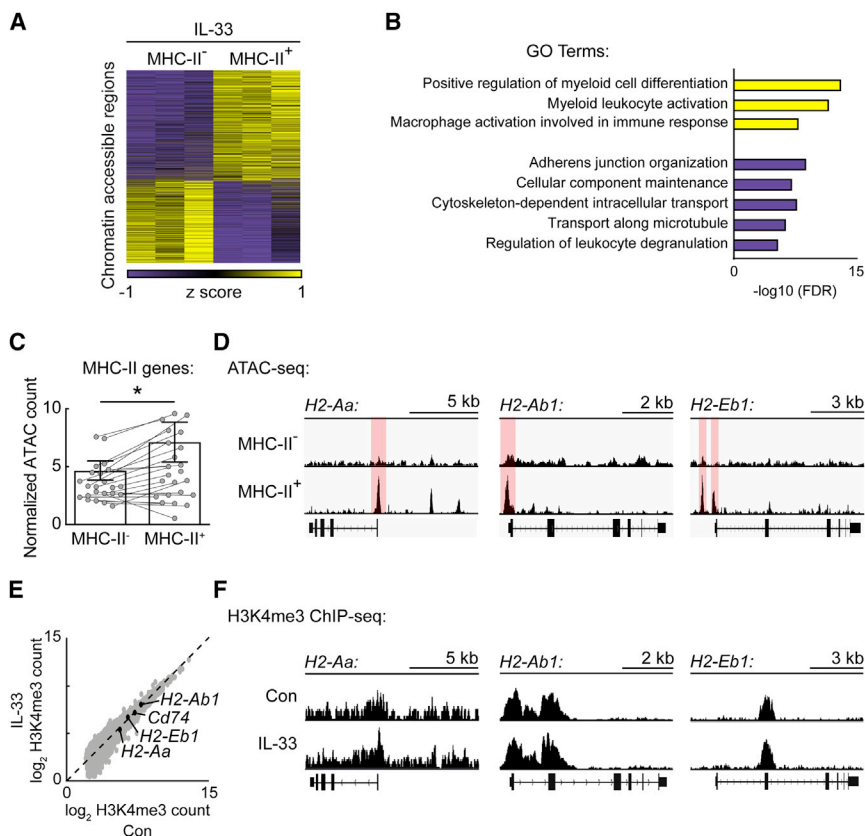 A
IL-33
MHC-II⁻ MHC-II⁺
Chromatin accessible regions
-1 z score 1
B
GO Terms:
Positive regulation of myeloid cell differentiation
Myeloid leukocyte activation
Macrophage activation involved in immune response
Adherens junction organization
Cellular component maintenance
Cytoskeleton-dependent intracellular transport
Transport along microtubule
Regulation of leukocyte degranulation
0 15
-log10 (FDR)
C
MHC-II genes:
*
Normalized ATAC count
10
5
0
MHC-II⁻ MHC-II⁺
D
ATAC-seq:
H2-Aa: 5 kb
H2-Ab1: 2 kb
H2-Eb1: 3 kb
MHC-II⁻
MHC-II⁺
E
15
IL-33
log₂ H3K4me3 count
H2-Ab1
Cd74
H2-Eb1
H2-Aa
0
0 15
log₂ H3K4me3 count
Con
F
H3K4me3 ChIP-seq:
H2-Aa: 5 kb
H2-Ab1: 2 kb
H2-Eb1: 3 kb
Con
IL-33